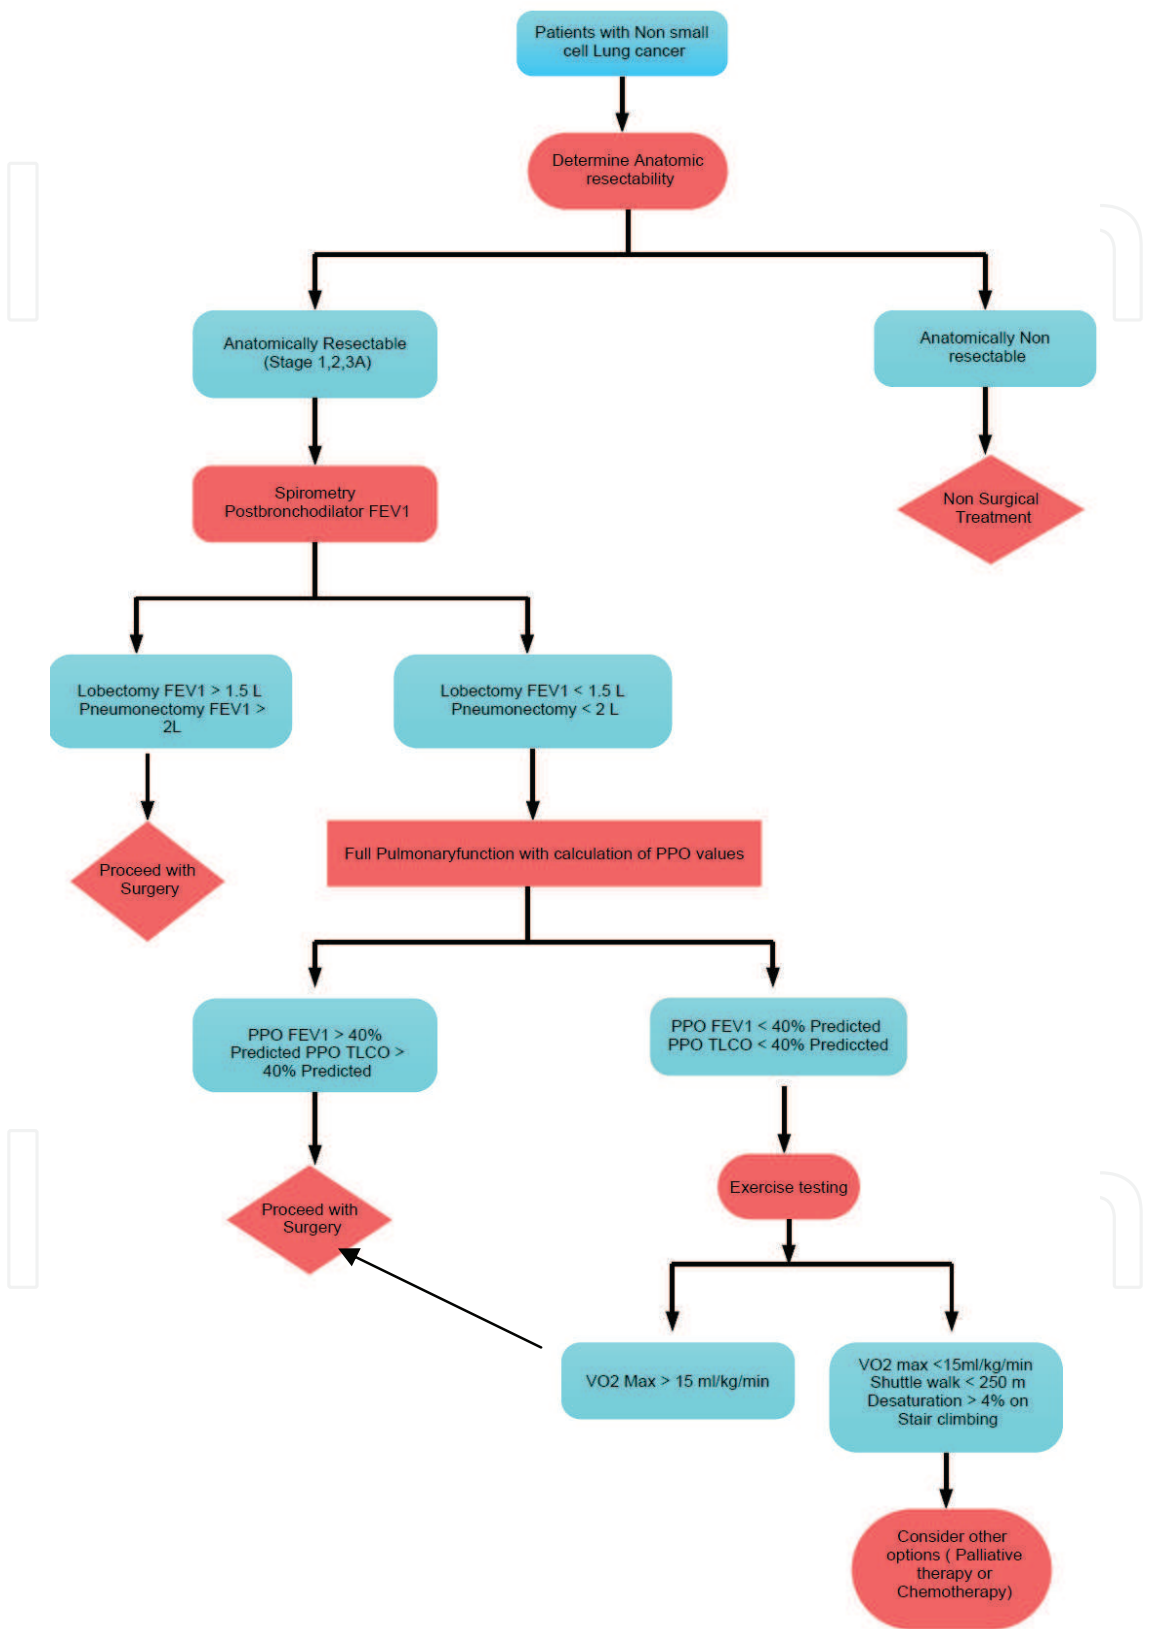 Patients with Non small
cell Lung cancer
Determine Anatomic
resectability
Anatomically Resectable
(Stage 1,2,3A)
Anatomically Non
resectable
Spirometry
Postbronchodilator FEV1
Non Surgical
Treatment
Lobectomy FEV1 > 1.5 L
Pneumonectomy FEV1 >
2L
Lobectomy FEV1 < 1.5 L
Pneumonectomy < 2 L
Proceed with
Surgery
Full Pulmonaryfunction with calculation of PPO values
PPO FEV1 > 40%
Predicted PPO TLCO >
40% Predicted
PPO FEV1 < 40% Predicted
PPO TLCO < 40% Prediccted
Proceed with
Surgery
Exercise testing
VO2 Max > 15 ml/kg/min
VO2 max <15ml/kg/min
Shuttle walk < 250 m
Desaturation > 4% on
Stair climbing
Consider other
options ( Palliative
therapy or
Chemotherapy)